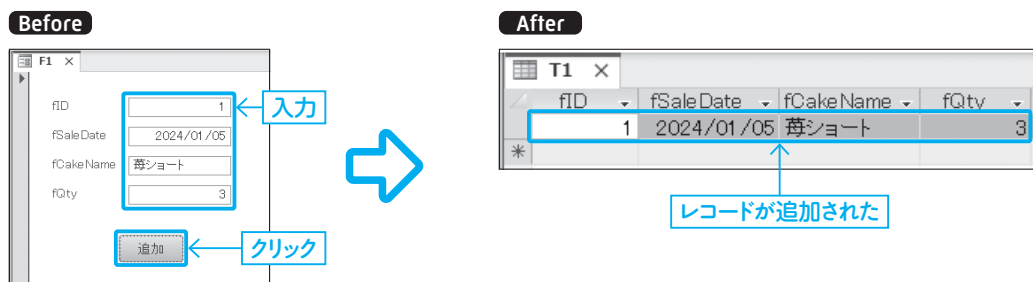 Before
F1 ×
fID 1
入力
fSaleDate 2024/01/05
fCakeName 苺ショート
fQty 3
追加
クリック
After
T1 ×
fID fSaleDate fCakeName fQty
1 2024/01/05 苺ショート 3
*
レコードが追加された